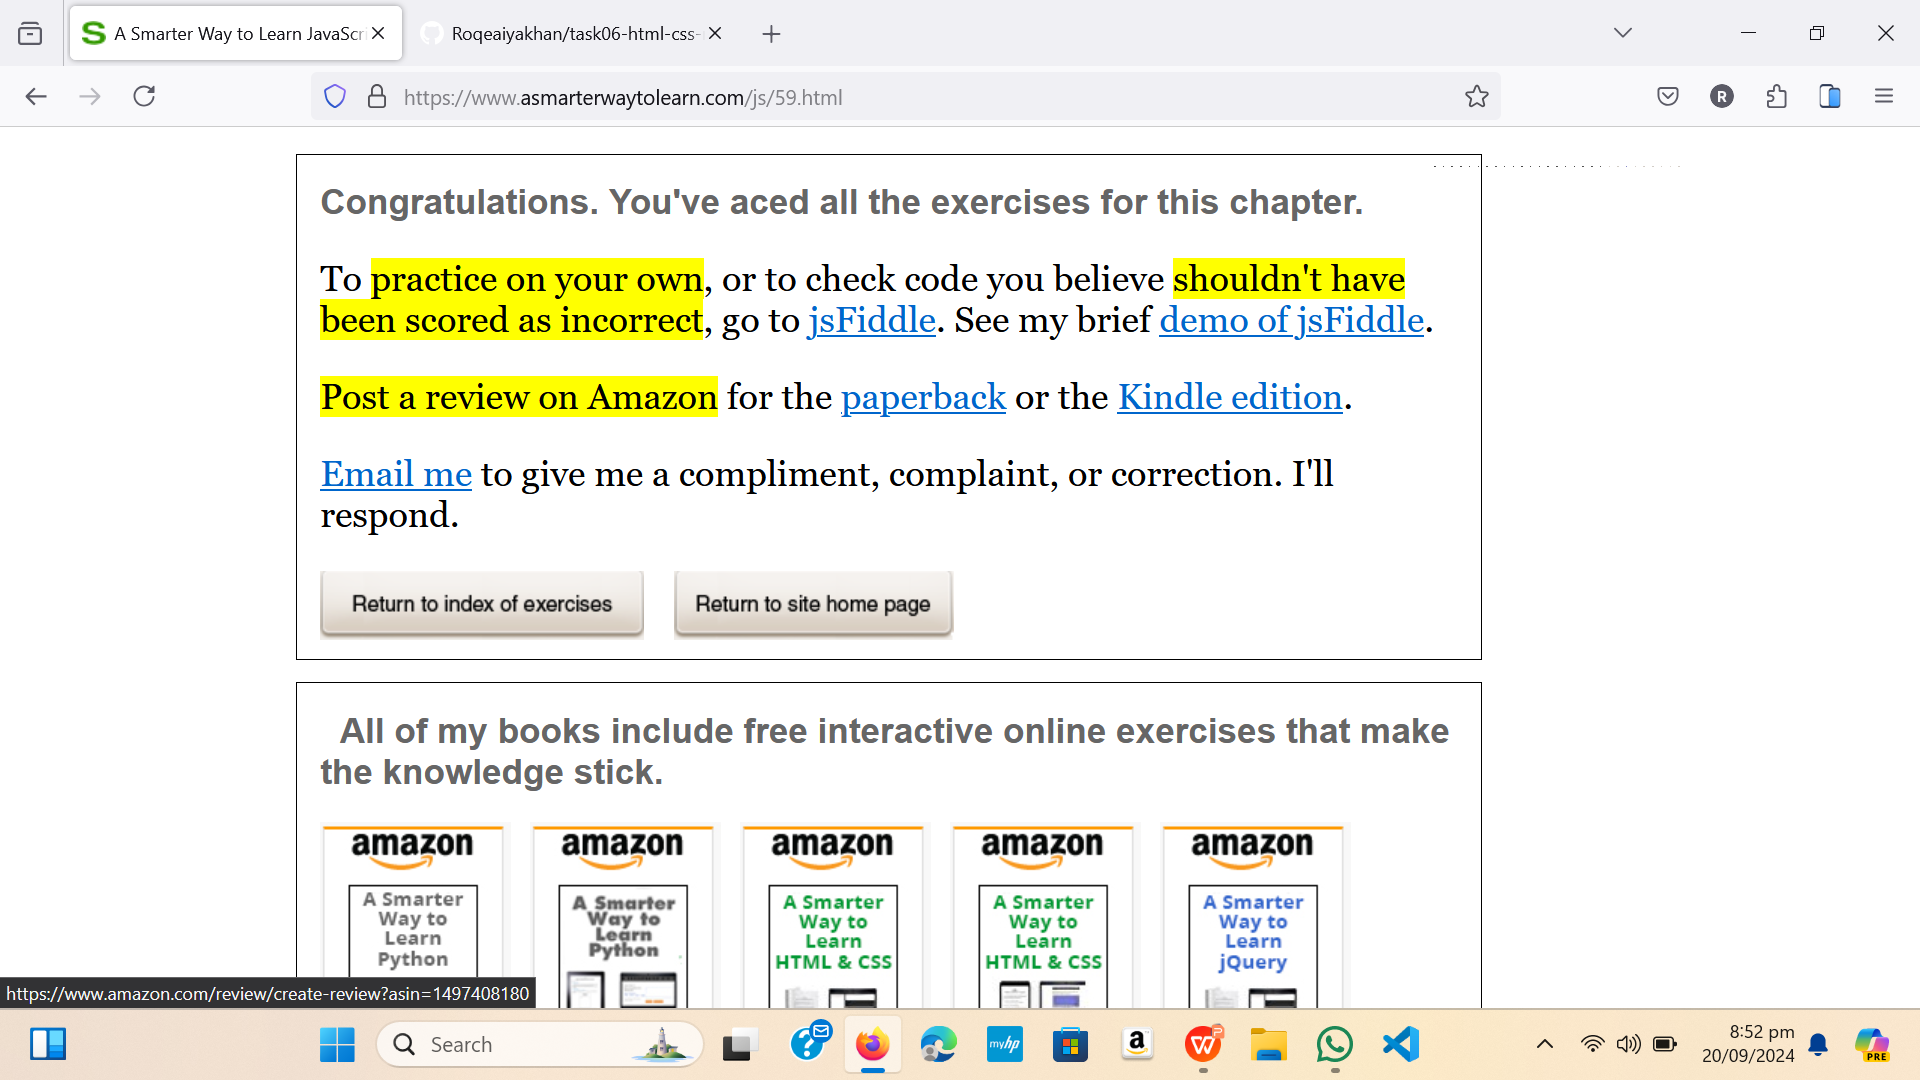 A Smarter Way to Learn JavaScri
Roqeaiyakhan/task06-html-css-
https://www.asmarterwaytolearn.com/js/59.html
R
Congratulations. You've aced all the exercises for this chapter.
To practice on your own, or to check code you believe shouldn't have
been scored as incorrect, go to jsFiddle. See my brief demo of jsFiddle.
Post a review on Amazon for the paperback or the Kindle edition.
Email me to give me a compliment, complaint, or correction. I'll
respond.
Return to index of exercises
Return to site home page
All of my books include free interactive online exercises that make
the knowledge stick.
amazon
A Smarter
Way to
Learn
Python
amazon
A Smarter
Way to
Learn
Python
amazon
A Smarter
Way to
Learn
HTML & CSS
amazon
A Smarter
Way to
Learn
HTML & CSS
amazon
A Smarter
Way to
Learn
jQuery
https://www.amazon.com/review/create-review?asin=1497408180
Search
myhp
a
8:52 pm
20/09/2024
PRE